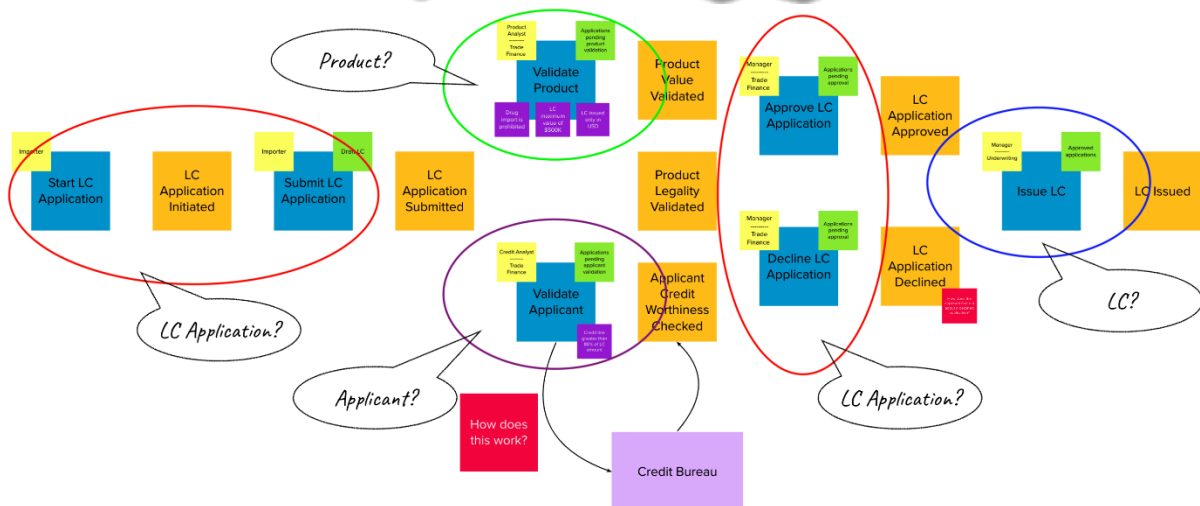 Product?
Product
Analyst
Trade
Finance
Applications
pending
product
validation
Validate
Product
Drug
import is
prohibited
LC
maximum
value of
$500K
LC issued
only in
USD
Product
Value
Validated
Manager
Trade
Finance
Applications
pending
approval
Approve LC
Application
LC
Application
Approved
Importer
Start LC
Application
LC
Application
Initiated
Importer
Draft LC
Submit LC
Application
LC
Application
Submitted
Product
Legality
Validated
Manager
Underwriting
Approved
applications
Issue LC
LC Issued
Credit Analyst
Trade
Finance
Applications
pending
applicant
validation
Validate
Applicant
Applicant
Credit
Worthiness
Checked
Manager
Trade
Finance
Applications
pending
approval
Decline LC
Application
LC
Application
Declined
LC Application?
Applicant?
LC Application?
LC?
How does
this work?
Credit Bureau